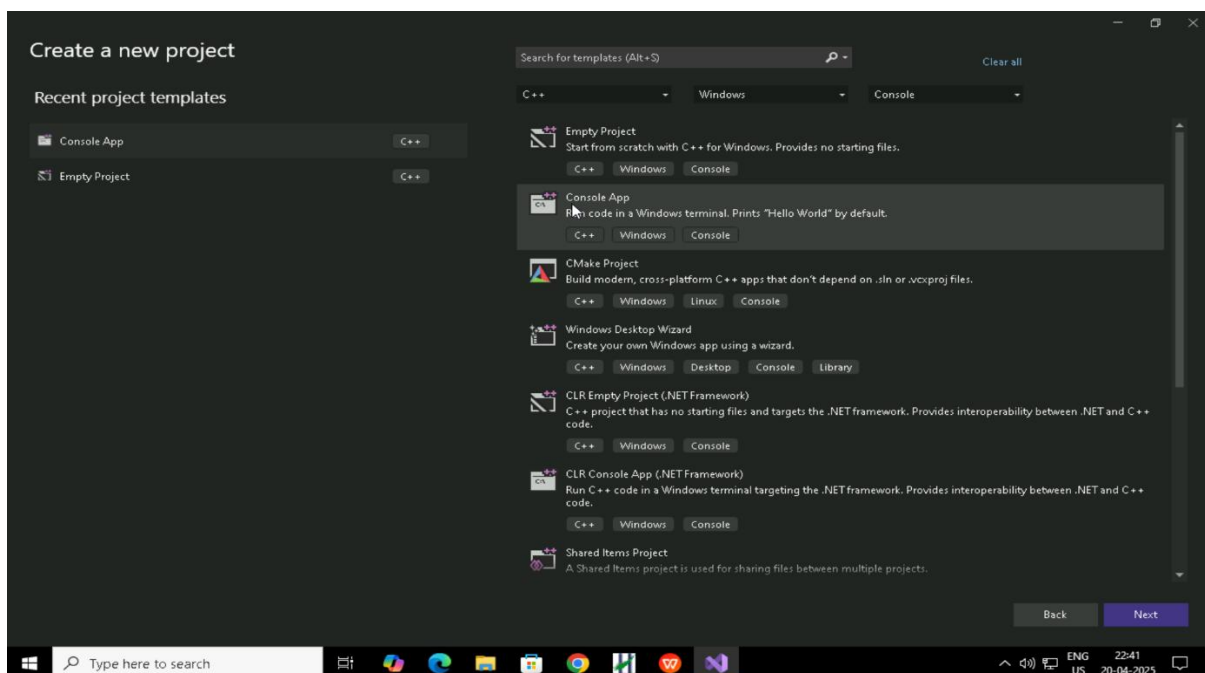 Create a new project
Search for templates (Alt+S)
Clear all
Recent project templates
C++
Windows
Console
Console App
C++
Empty Project
C++
Empty Project
Start from scratch with C++ for Windows. Provides no starting files.
C++ Windows Console
Console App
Run code in a Windows terminal. Prints "Hello World" by default.
C++ Windows Console
CMake Project
Build modern, cross-platform C++ apps that don't depend on .sln or .vcxproj files.
C++ Windows Linux Console
Windows Desktop Wizard
Create your own Windows app using a wizard.
C++ Windows Desktop Console Library
CLR Empty Project (.NET Framework)
C++ project that has no starting files and targets the .NET framework. Provides interoperability between .NET and C++
code.
C++ Windows Console
CLR Console App (.NET Framework)
Run C++ code in a Windows terminal targeting the .NET framework. Provides interoperability between .NET and C++
code.
C++ Windows Console
Shared Items Project
A Shared Items project is used for sharing files between multiple projects.
Back
Next
Type here to search
ENG
US
22:41
20-04-2025